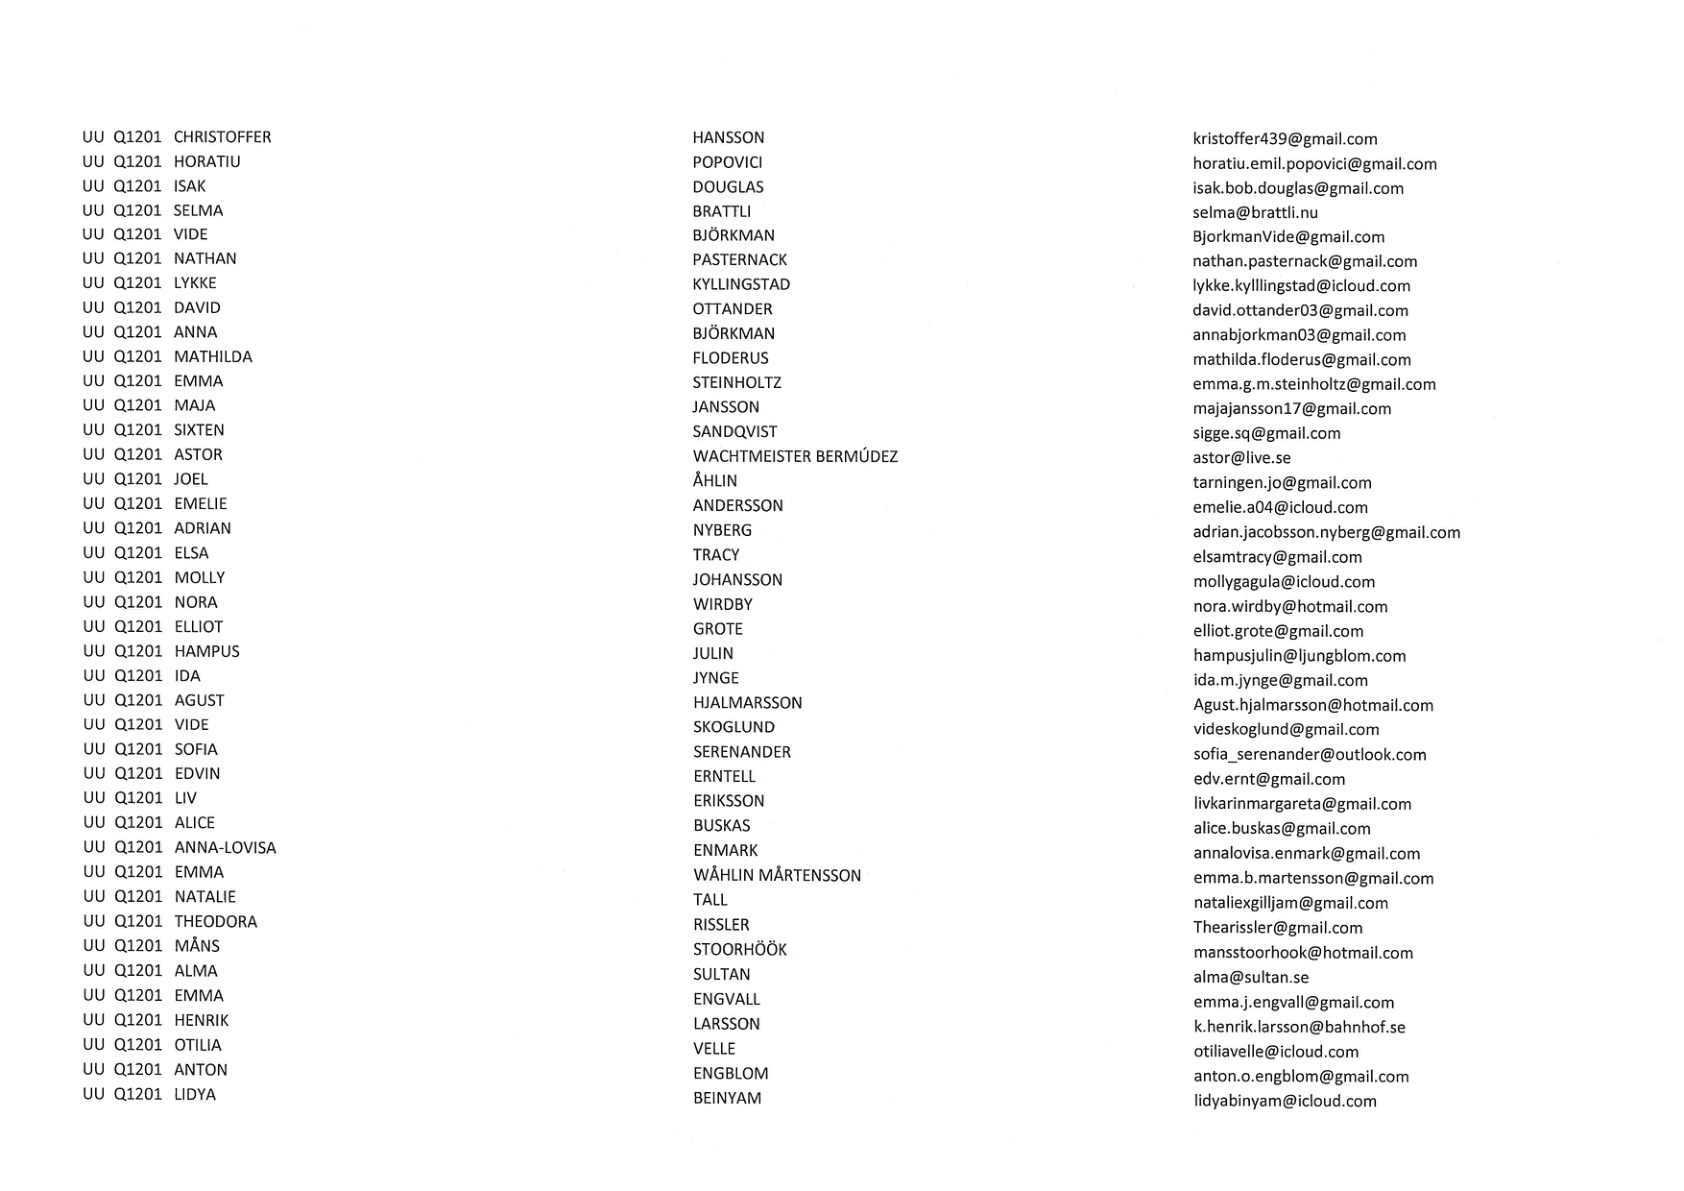 UU Q1201 CHRISTOFFER HANSSON kristoffer439@gmail.com
UU Q1201 HORATIU POPOVICI horatiu.emil.popovici@gmail.com
UU Q1201 ISAK DOUGLAS isak.bob.douglas@gmail.com
UU Q1201 SELMA BRATTLI selma@brattli.nu
UU Q1201 VIDE BJÖRKMAN BjorkmanVide@gmail.com
UU Q1201 NATHAN PASTERNACK nathan.pasternack@gmail.com
UU Q1201 LYKKE KYLLINGSTAD lykke.kylllingstad@icloud.com
UU Q1201 DAVID OTTANDER david.ottander03@gmail.com
UU Q1201 ANNA BJÖRKMAN annabjorkman03@gmail.com
UU Q1201 MATHILDA FLODERUS mathilda.floderus@gmail.com
UU Q1201 EMMA STEINHOLTZ emma.g.m.steinholtz@gmail.com
UU Q1201 MAJA JANSSON majajansson17@gmail.com
UU Q1201 SIXTEN SANDQVIST sigge.sq@gmail.com
UU Q1201 ASTOR WACHTMEISTER BERMÚDEZ astor@live.se
UU Q1201 JOEL ÅHLIN tarningen.jo@gmail.com
UU Q1201 EMELIE ANDERSSON emelie.a04@icloud.com
UU Q1201 ADRIAN NYBERG adrian.jacobsson.nyberg@gmail.com
UU Q1201 ELSA TRACY elsamtracy@gmail.com
UU Q1201 MOLLY JOHANSSON mollygagula@icloud.com
UU Q1201 NORA WIRDBY nora.wirdby@hotmail.com
UU Q1201 ELLIOT GROTE elliot.grote@gmail.com
UU Q1201 HAMPUS JULIN hampusjulin@ljungblom.com
UU Q1201 IDA JYNGE ida.m.jynge@gmail.com
UU Q1201 AGUST HJALMARSSON Agust.hjalmarsson@hotmail.com
UU Q1201 VIDE SKOGLUND videskoglund@gmail.com
UU Q1201 SOFIA SERENANDER sofia_serenander@outlook.com
UU Q1201 EDVIN ERNTELL edv.ernt@gmail.com
UU Q1201 LIV ERIKSSON livkarinmargareta@gmail.com
UU Q1201 ALICE BUSKAS alice.buskas@gmail.com
UU Q1201 ANNA-LOVISA ENMARK annalovisa.enmark@gmail.com
UU Q1201 EMMA WÅHLIN MÅRTENSSON emma.b.martensson@gmail.com
UU Q1201 NATALIE TALL nataliexgilljam@gmail.com
UU Q1201 THEODORA RISSLER Thearissler@gmail.com
UU Q1201 MÅNS STOORHÖÖK mansstoorhook@hotmail.com
UU Q1201 ALMA SULTAN alma@sultan.se
UU Q1201 EMMA ENGVALL emma.j.engvall@gmail.com
UU Q1201 HENRIK LARSSON k.henrik.larsson@bahnhof.se
UU Q1201 OTILIA VELLE otiliavelle@icloud.com
UU Q1201 ANTON ENGBLOM anton.o.engblom@gmail.com
UU Q1201 LIDYA BEINYAM lidyabinyam@icloud.com